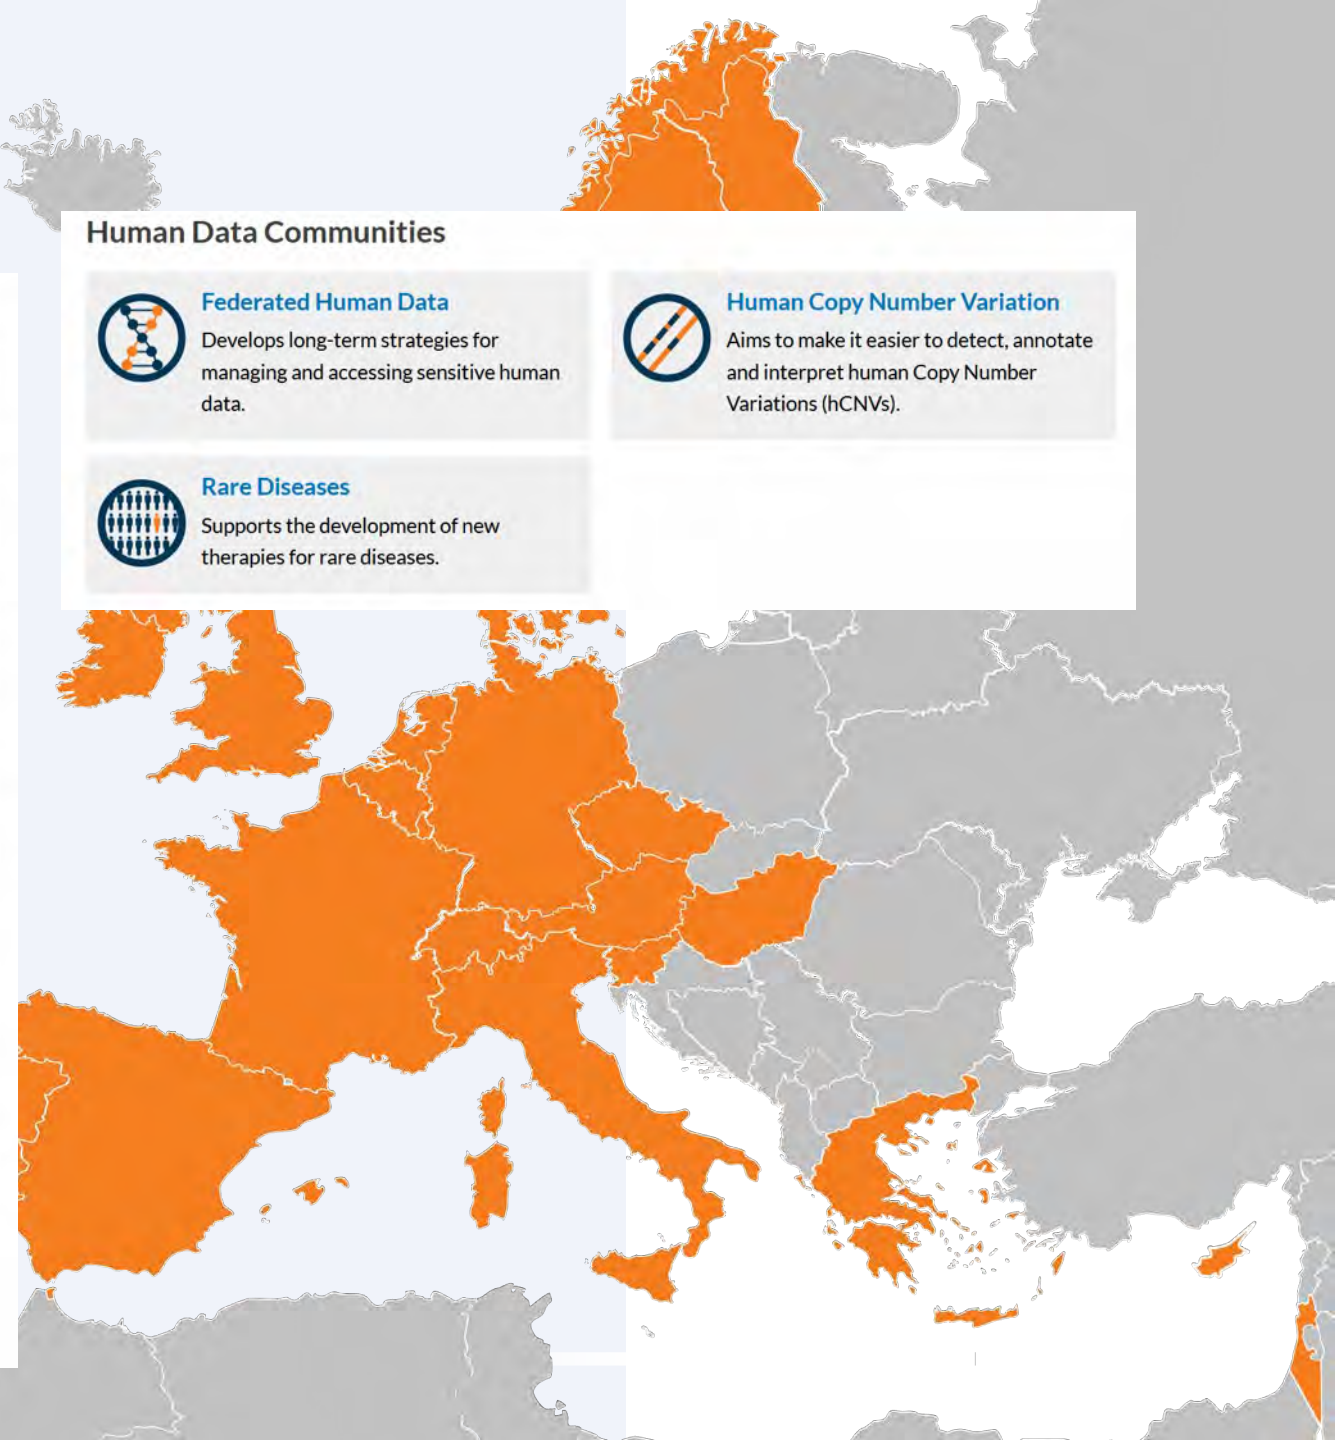 Human Data Communities
Federated Human Data
Develops long-term strategies for
managing and accessing sensitive human
data.
Human Copy Number Variation
Aims to make it easier to detect, annotate
and interpret human Copy Number
Variations (hCNVs).
Rare Diseases
Supports the development of new
therapies for rare diseases.